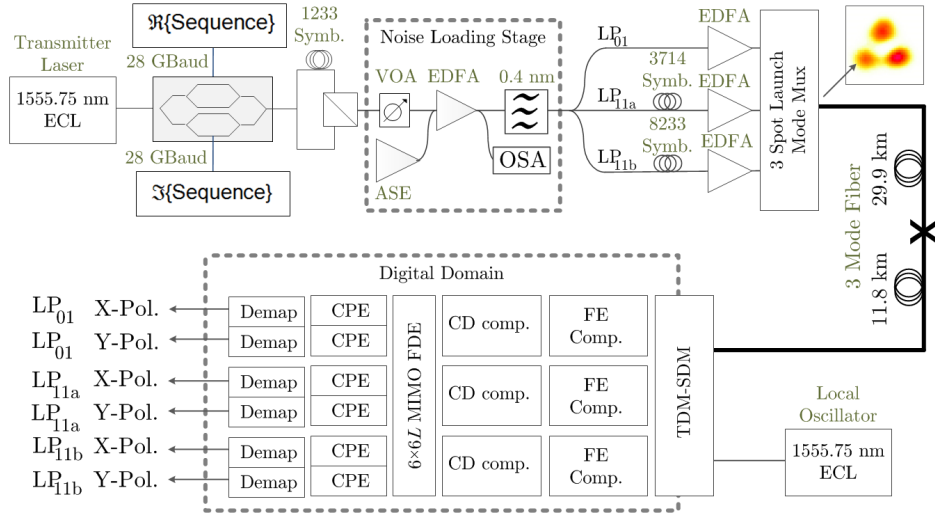 Transmitter
Laser
1555.75 nm
ECL
ℜ{Sequence}
28 GBaud
28 GBaud
ℑ{Sequence}
1233
Symb.
Noise Loading Stage
VOA
EDFA
0.4 nm
OSA
ASE
LP01
LP11a
LP11b
3714
Symb.
8233
Symb.
EDFA
EDFA
EDFA
3 Spot Launch
Mode Mux
3 Mode Fiber
29.9 km
11.8 km
Digital Domain
LP01 X-Pol.
LP01 Y-Pol.
LP11a X-Pol.
LP11a Y-Pol.
LP11b X-Pol.
LP11b Y-Pol.
Demap
Demap
Demap
Demap
Demap
Demap
CPE
CPE
CPE
CPE
CPE
CPE
6×6L MIMO FDE
CD comp.
CD comp.
CD comp.
FE
Comp.
FE
Comp.
FE
Comp.
TDM-SDM
Local
Oscillator
1555.75 nm
ECL